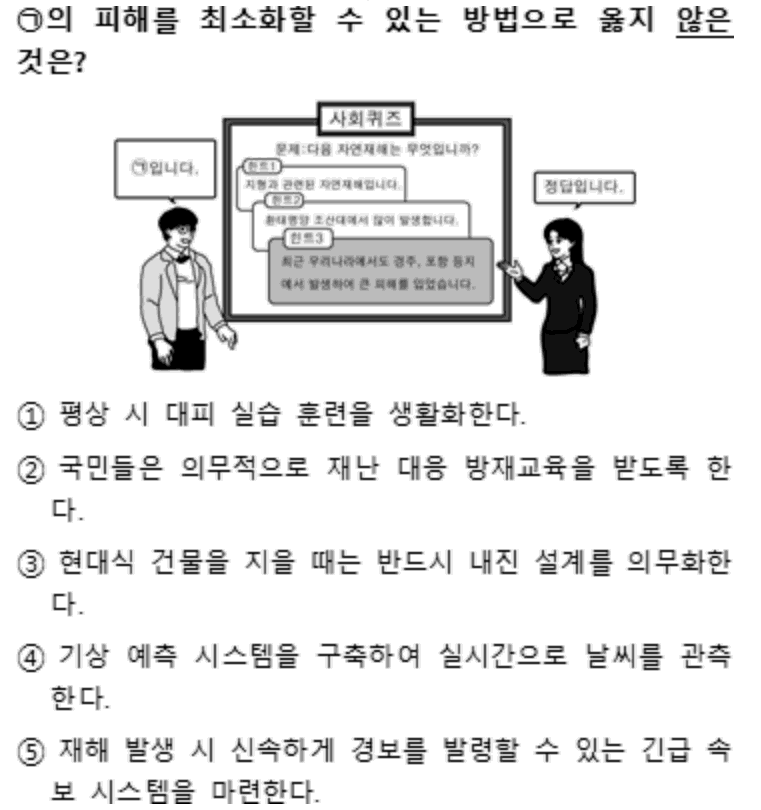 ㉠의 피해를 최소화할 수 있는 방법으로 옳지 않은
것은?
사회퀴즈
문제:다음 자연재해는 무엇입니까?
㉠입니다.
힌트1
지형과 관련된 자연재해입니다.
정답입니다.
힌트2
환태평양 조산대에서 많이 발생합니다.
힌트3
최근 우리나라에서도 경주, 포항 등지
에서 발생하여 큰 피해를 입었습니다.
① 평상 시 대피 실습 훈련을 생활화한다.
② 국민들은 의무적으로 재난 대응 방재교육을 받도록 한
다.
③ 현대식 건물을 지을 때는 반드시 내진 설계를 의무화한
다.
④ 기상 예측 시스템을 구축하여 실시간으로 날씨를 관측
한다.
⑤ 재해 발생 시 신속하게 경보를 발령할 수 있는 긴급 속
보 시스템을 마련한다.